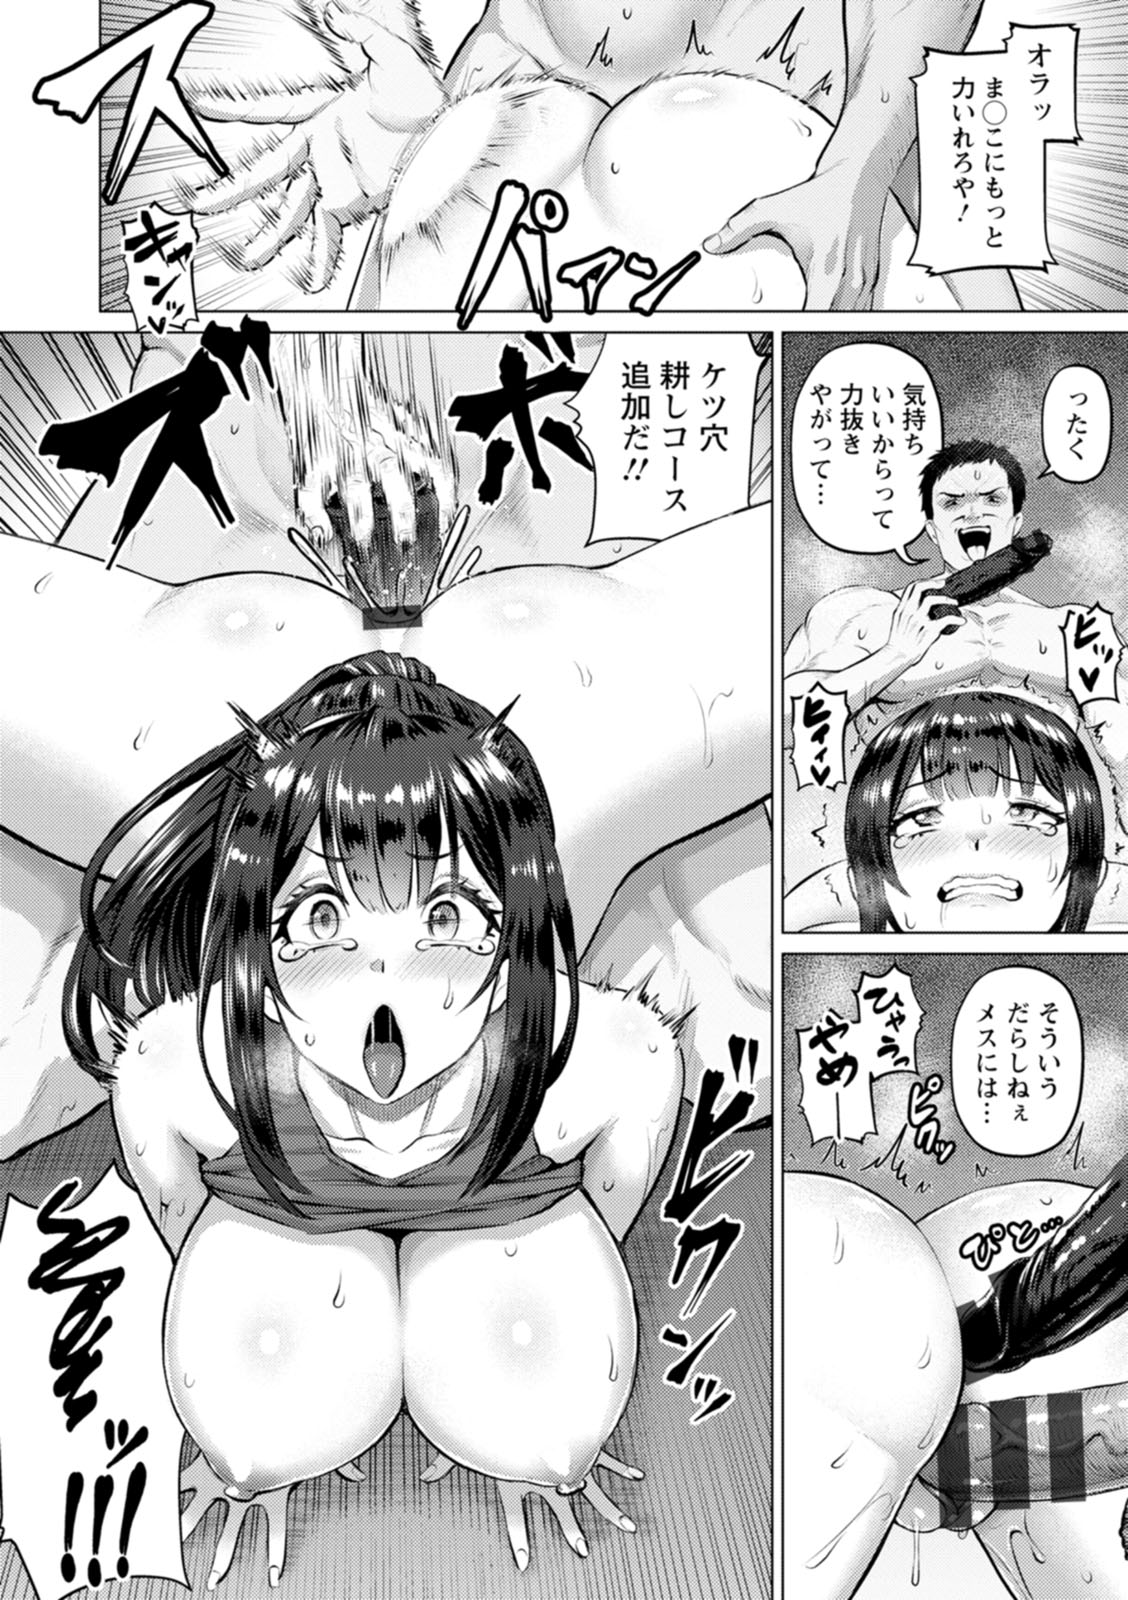 オラッ
ま○こにもっと
力いれろや！
ス
パァン
キャンッ♥
ったく
気持ち
いいからって
力抜き
やがって…
ビッ♥
ヒィィ♥
そういう
だらしねぇ
メスには…
ひゃうっ
やめ――
ピクッ
ぴと…
ケツ穴
耕しコース
追加だ!!
ズボ
ビクンッ